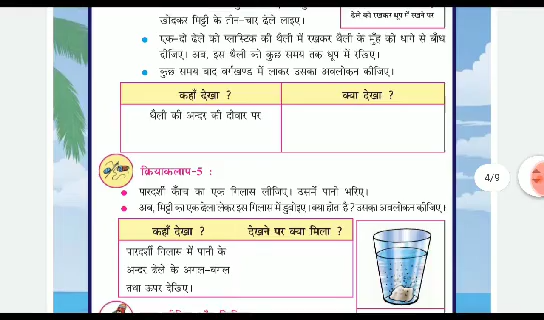 खोदकर मिट्टी के तीन-चार ढेले लाइए।
ढेले को रखकर धूप में रखने पर
• एक-दो ढेले को प्लास्टिक की थैली में रखकर थैली के मुँह को धागे से बाँध
दीजिए। अब, इस थैली को कुछ समय तक धूप में रखिए।
• कुछ समय बाद वर्गखण्ड में लाकर उसका अवलोकन कीजिए।
कहाँ देखा ? क्या देखा ?
थैली की अन्दर की दीवार पर
क्रियाकलाप-5 :
4/9
• पारदर्शी काँच का एक गिलास लीजिए। उसमें पानी भरिए।
• अब, मिट्टी का एक ढेला लेकर इस गिलास में डुबोइए। क्या होता है ? उसका अवलोकन कीजिए।
कहाँ देखा ? देखने पर क्या मिला ?
पारदर्शी गिलास में पानी के
अन्दर ढेले के अगल-बगल
तथा ऊपर देखिए।